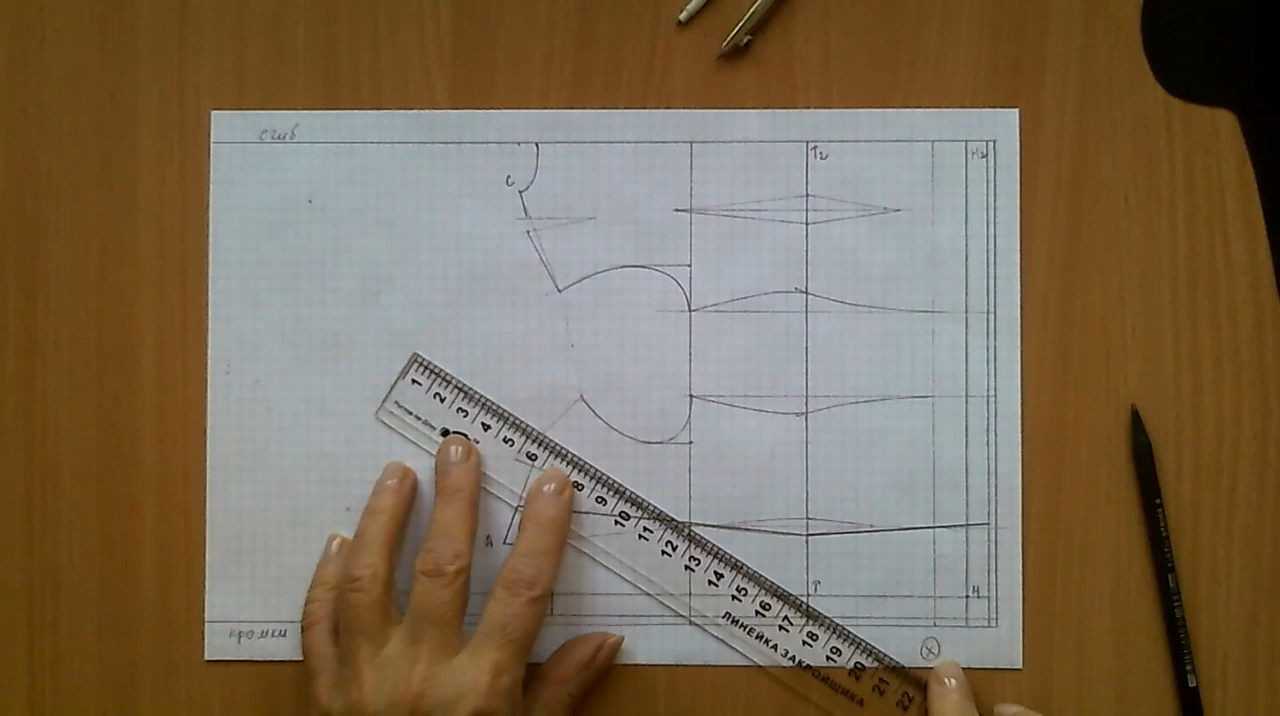 сгиб
Т2
Н2
С
1 2 3 4 5 6 8 9 10 11 12 13 14 15 16 17 18 19 20 21 22
А
Т
Н
ЛИНЕЙКА ЗАКРОЙЩИКА
кромки
X